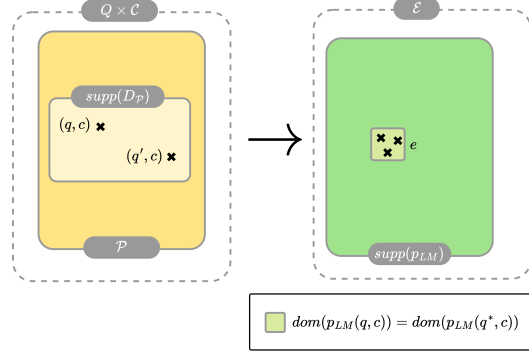 Q × C
supp(D_P)
(q, c)
(q′, c)
P
E
e
supp(p_LM)
dom(p_LM(q, c)) = dom(p_LM(q*, c))